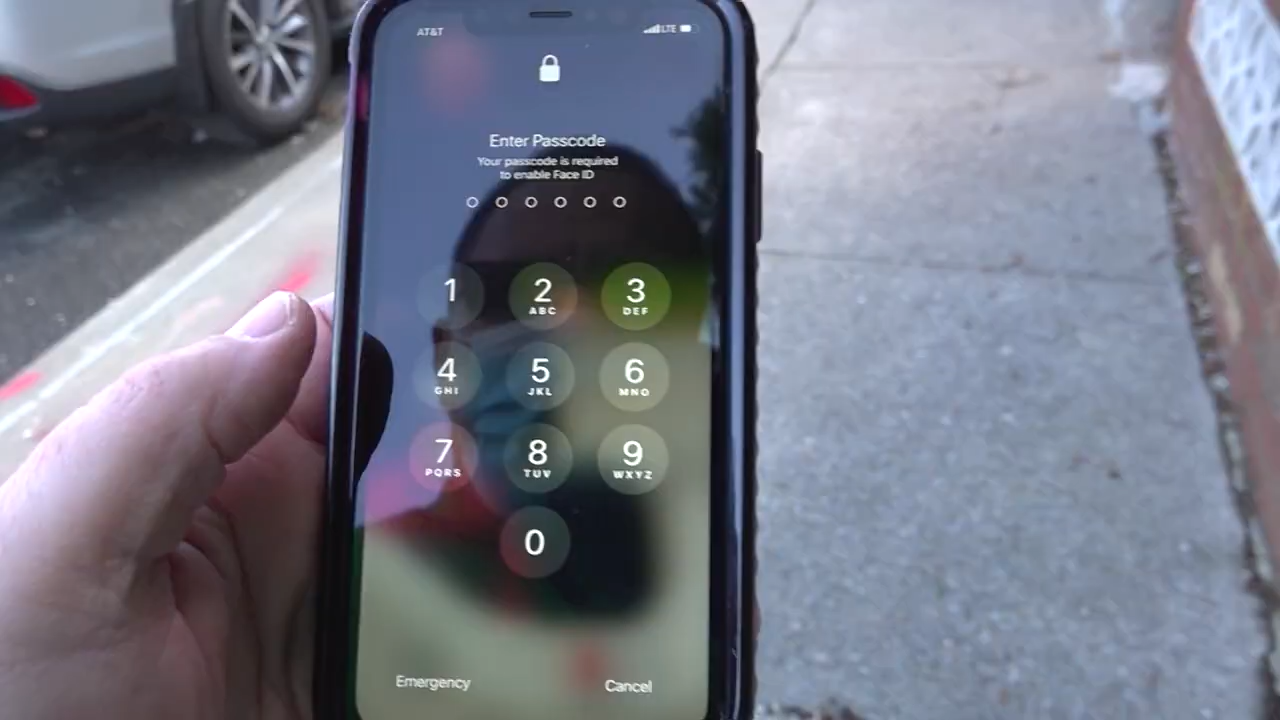 AT&T LTE
Enter Passcode
Your passcode is required
to enable Face ID
1 2 3
ABC DEF
4 5 6
GHI JKL MNO
7 8 9
PQRS TUV WXYZ
0
Emergency Cancel